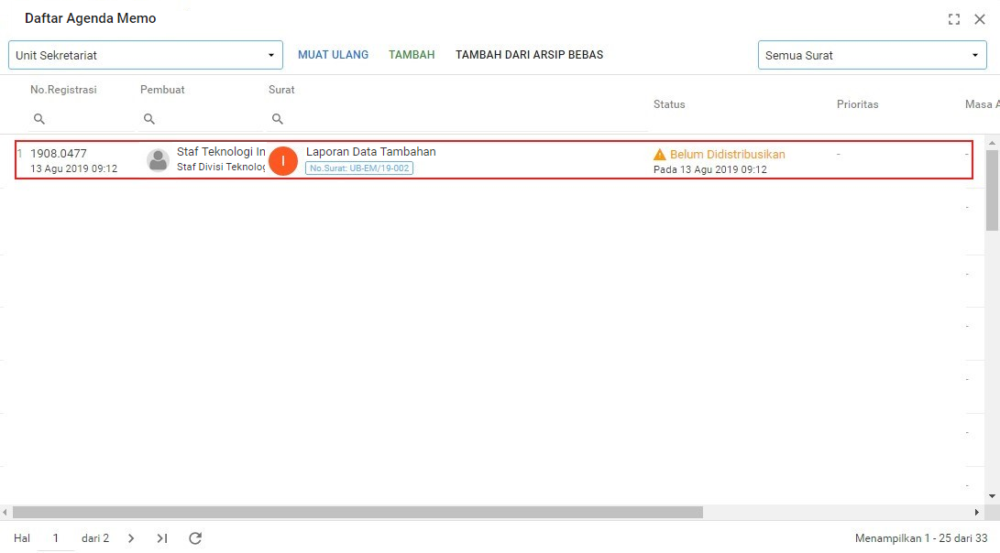 Daftar Agenda Memo
Unit Sekretariat
MUAT ULANG
TAMBAH
TAMBAH DARI ARSIP BEBAS
Semua Surat
No.Registrasi
Pembuat
Surat
Status
Prioritas
Masa A
1
1908.0477
13 Agu 2019 09:12
Staf Teknologi In
Staf Divisi Teknolog
I
Laporan Data Tambahan
No.Surat: UB-EM/19-002
Belum Didistribusikan
Pada 13 Agu 2019 09:12
-
-
-
-
-
-
-
-
Hal 1 dari 2
Menampilkan 1 - 25 dari 33